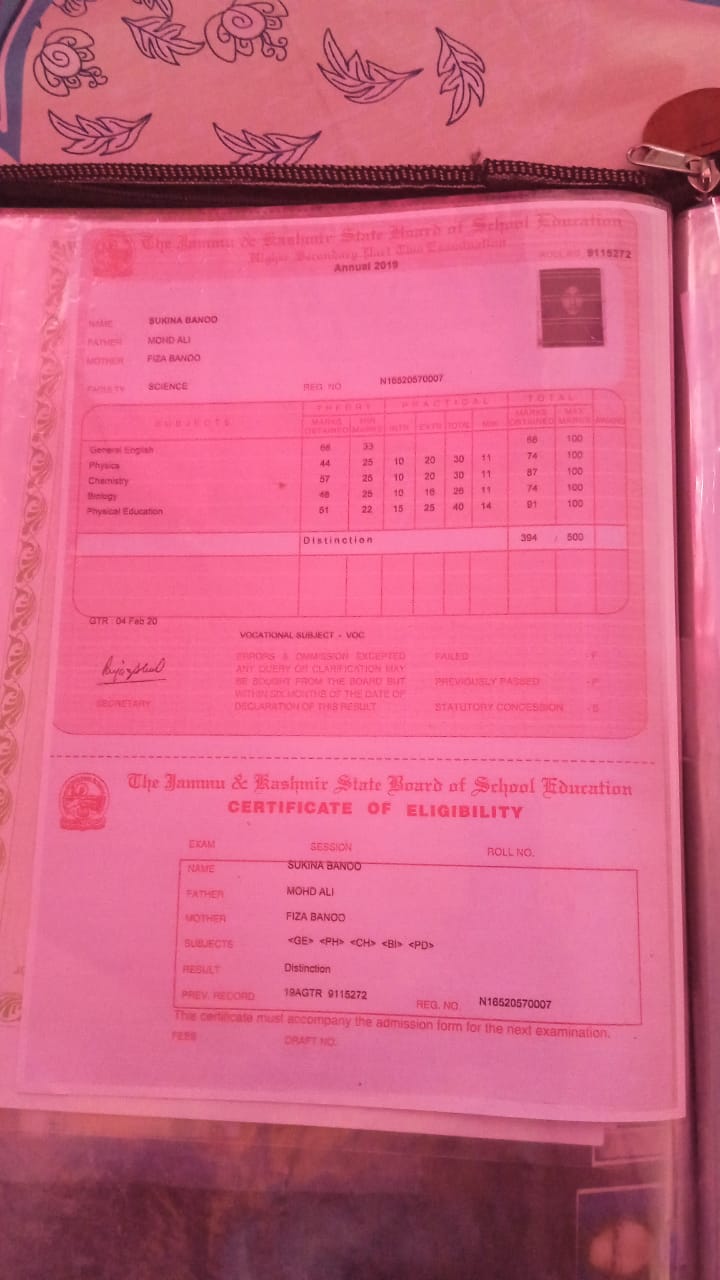 The Jammu & Kashmir State Board of School Education
Higher Secondary Part Two Examination
Annual 2019
ROLL NO. 9115272
NAME SUKINA BANOO
FATHER MOHD ALI
MOTHER FIZA BANOO
FACULTY SCIENCE REG. NO N16520570007
THEORY PRACTICAL TOTAL
SUBJECTS MARKS OBTAINED MIN MARKS INTR EXTR TOTAL MIN MARKS OBTAINED MAX MARKS
General English 68 33 68 100
Physics 44 25 10 20 30 11 74 100
Chemistry 57 25 10 20 30 11 87 100
Biology 48 25 10 16 26 11 74 100
Physical Education 51 22 15 25 40 14 91 100
Distinction 394 / 500
GTR 04 Feb 20
VOCATIONAL SUBJECT - VOC
ERRORS & OMMISSION EXCEPTED FAILED - F
ANY QUERY OR CLARIFICATION MAY
BE SOUGHT FROM THE BOARD BUT PREVIOUSLY PASSED - P
WITHIN SIX MONTHS OF THE DATE OF
DECLARATION OF THIS RESULT STATUTORY CONCESSION - S
SECRETARY
The Jammu & Kashmir State Board of School Education
CERTIFICATE OF ELIGIBILITY
EXAM SESSION ROLL NO.
NAME SUKINA BANOO
FATHER MOHD ALI
MOTHER FIZA BANOO
SUBJECTS <GE> <PH> <CH> <BI> <PD>
RESULT Distinction
PREV. RECORD 19AGTR 9115272 REG. NO. N16520570007
This certificate must accompany the admission form for the next examination.
FEES DRAFT NO.